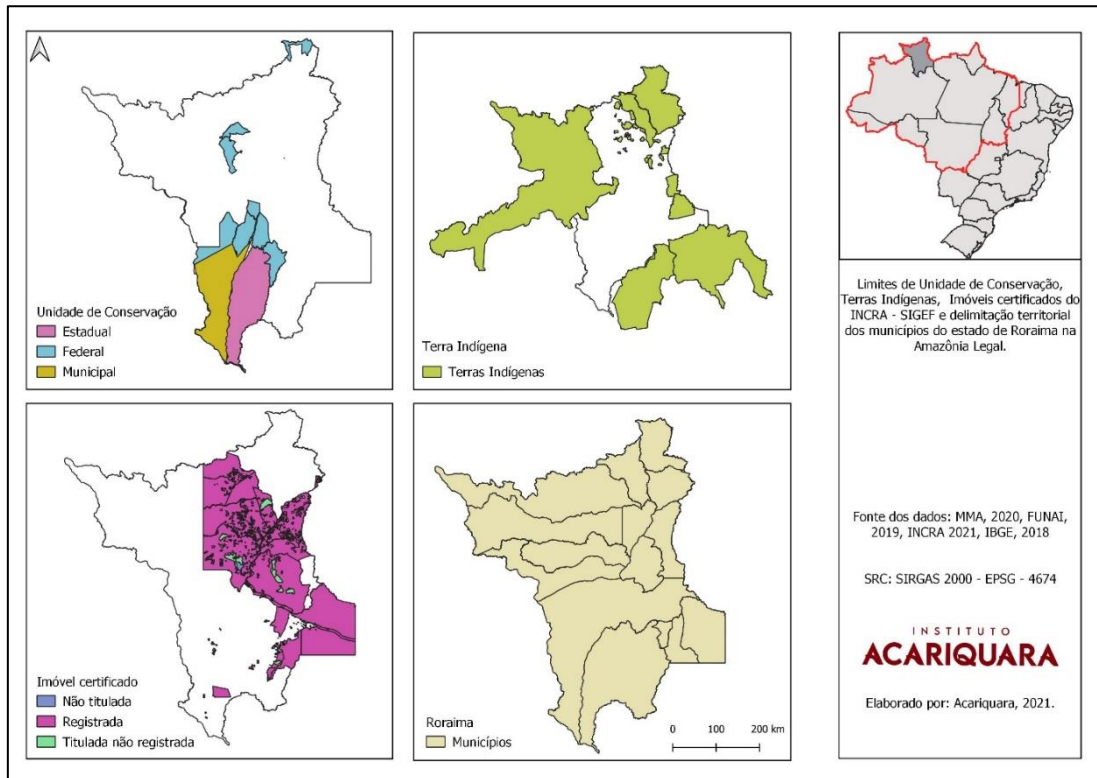 Unidade de Conservação
Estadual
Federal
Municipal
Terra Indígena
Terras Indígenas
Imóvel certificado
Não titulada
Registrada
Titulada não registrada
Roraima
Municípios
0 100 200 km
Limites de Unidade de Conservação,
Terras Indígenas, Imóveis certificados do
INCRA - SIGEF e delimitação territorial
dos municípios do estado de Roraima na
Amazônia Legal.
Fonte dos dados: MMA, 2020, FUNAI,
2019, INCRA 2021, IBGE, 2018
SRC: SIRGAS 2000 - EPSG - 4674
INSTITUTO
ACARIQUARA
Elaborado por: Acariquara, 2021.